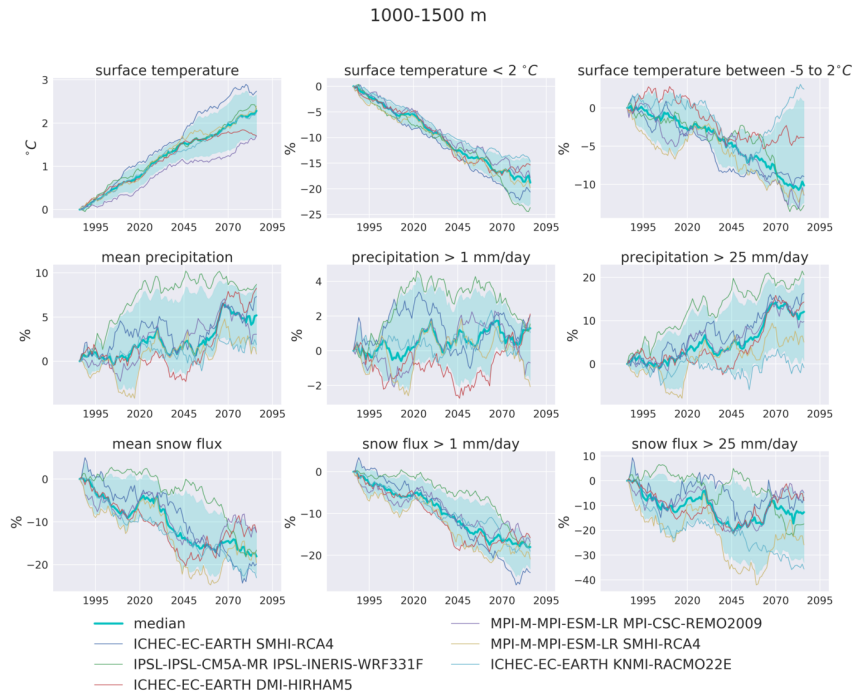 1000-1500 m
surface temperature
surface temperature < 2 °C
surface temperature between -5 to 2°C
3
2
1
0
°C
1995 2020 2045 2070 2095
0
−5
−10
−15
−20
−25
%
1995 2020 2045 2070 2095
0
−5
−10
%
1995 2020 2045 2070 2095
mean precipitation
precipitation > 1 mm/day
precipitation > 25 mm/day
10
5
0
%
1995 2020 2045 2070 2095
4
2
0
−2
%
1995 2020 2045 2070 2095
20
10
0
%
1995 2020 2045 2070 2095
mean snow flux
snow flux > 1 mm/day
snow flux > 25 mm/day
0
−10
−20
%
1995 2020 2045 2070 2095
0
−10
−20
%
1995 2020 2045 2070 2095
10
0
−10
−20
−30
−40
%
1995 2020 2045 2070 2095
median
ICHEC-EC-EARTH SMHI-RCA4
IPSL-IPSL-CM5A-MR IPSL-INERIS-WRF331F
ICHEC-EC-EARTH DMI-HIRHAM5
MPI-M-MPI-ESM-LR MPI-CSC-REMO2009
MPI-M-MPI-ESM-LR SMHI-RCA4
ICHEC-EC-EARTH KNMI-RACMO22E